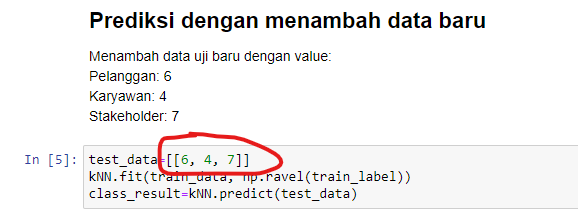 Prediksi dengan menambah data baru
Menambah data uji baru dengan value:
Pelanggan: 6
Karyawan: 4
Stakeholder: 7
In [5]: test_data=[[6, 4, 7]]
kNN.fit(train_data, np.ravel(train_label))
class_result=kNN.predict(test_data)